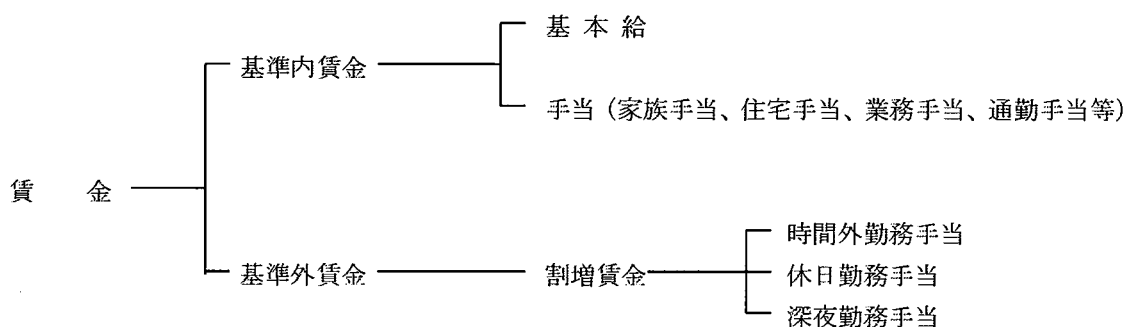 基 本 給
基準内賃金
手当（家族手当、住宅手当、業務手当、通勤手当等）
賃　　金
時間外勤務手当
基準外賃金　割増賃金　休日勤務手当
深夜勤務手当